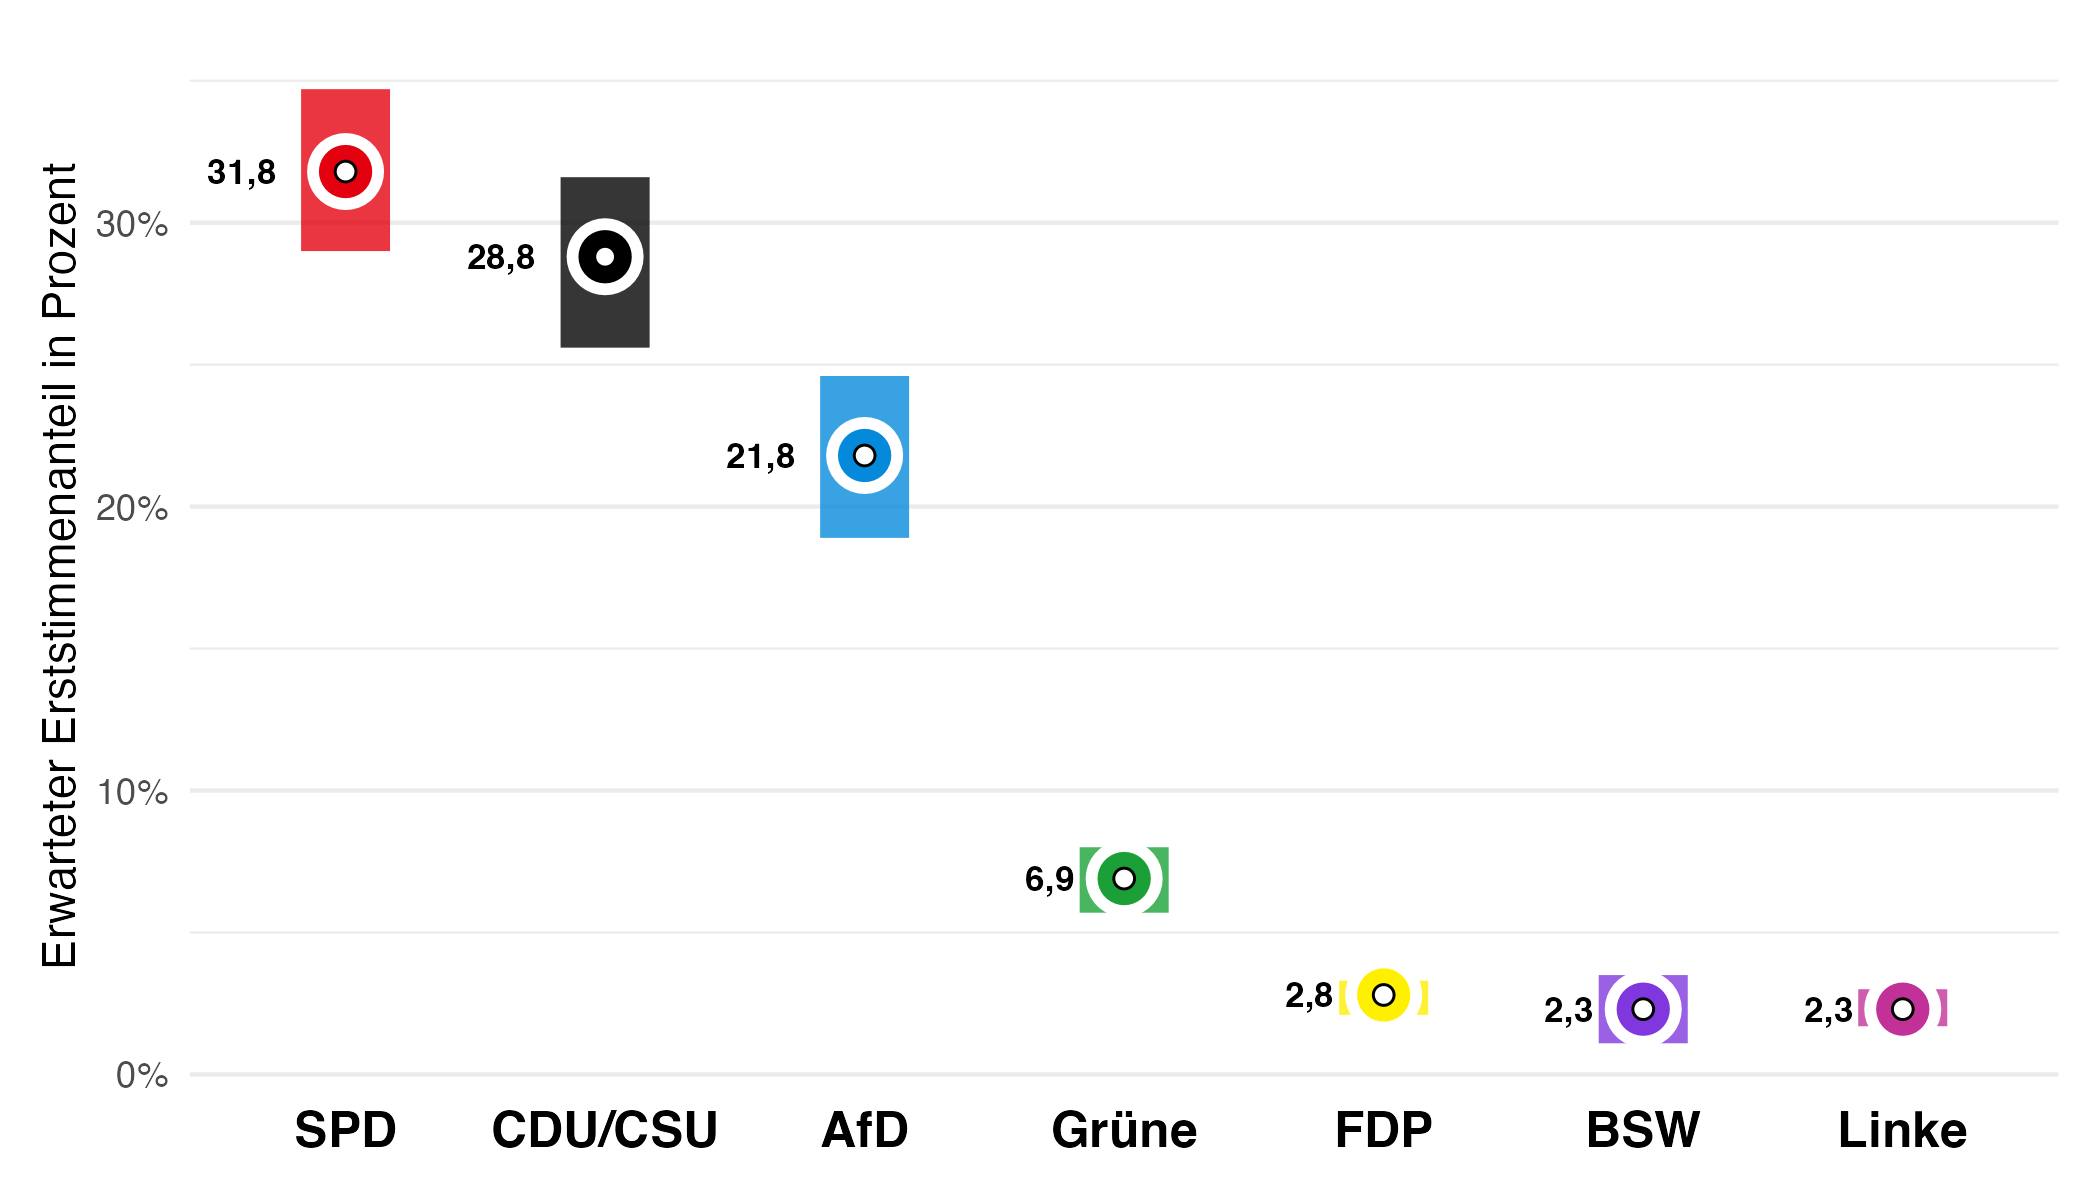 Erwarteter Erststimmenanteil in Prozent
30%
20%
10%
0%
31,8
28,8
21,8
6,9
2,8
2,3
2,3
SPD
CDU/CSU
AfD
Grüne
FDP
BSW
Linke